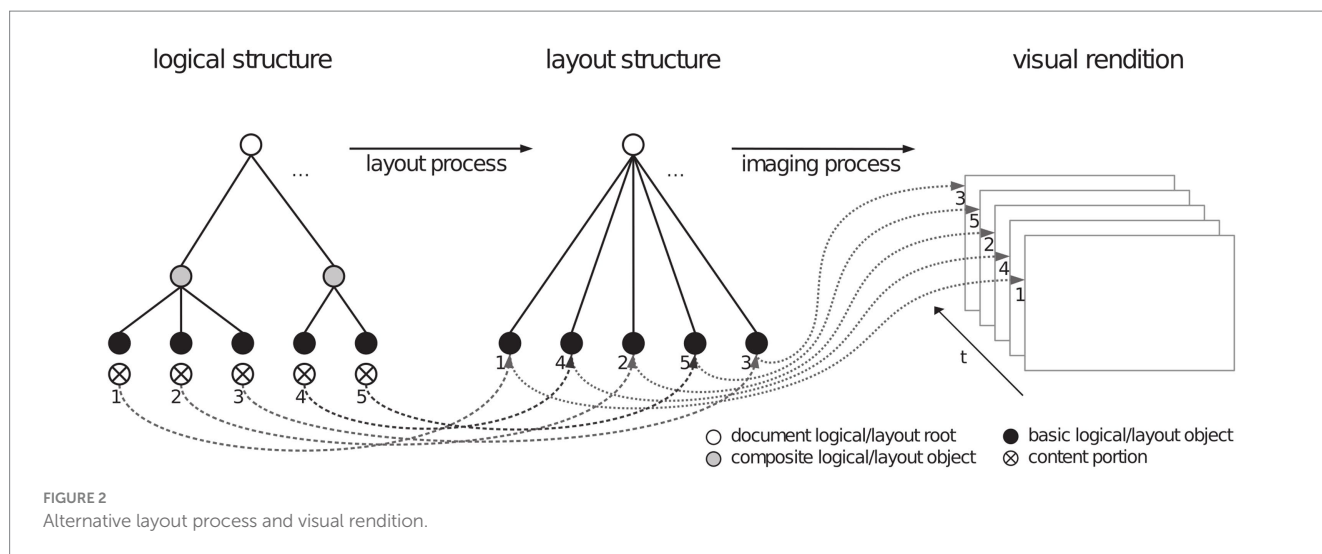 logical structure layout structure visual rendition
... layout process ... imaging process
3
5
2
4
1
1 4 2 5 3
1 2 3 4 5
t
document logical/layout root basic logical/layout object
composite logical/layout object content portion
FIGURE 2
Alternative layout process and visual rendition.